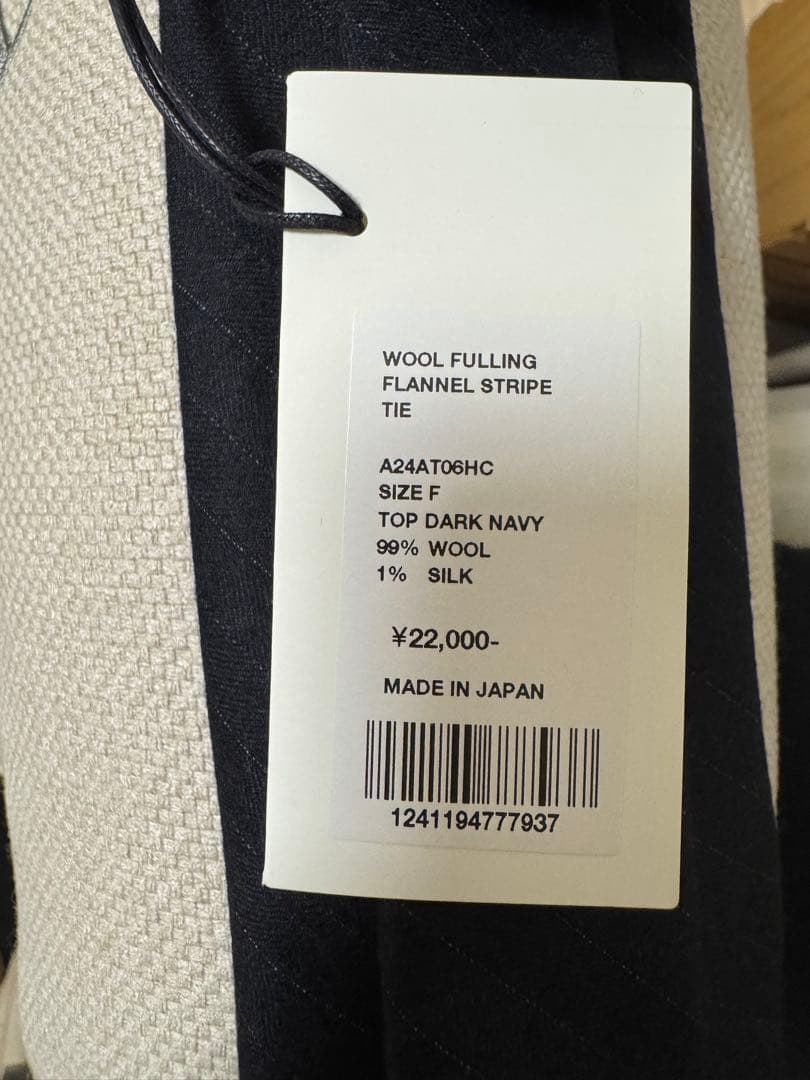 WOOL FULLING
FLANNEL STRIPE
TIE
A24AT06HC
SIZE F
TOP DARK NAVY
99% WOOL
1% SILK
¥22,000-
MADE IN JAPAN
1241194777937